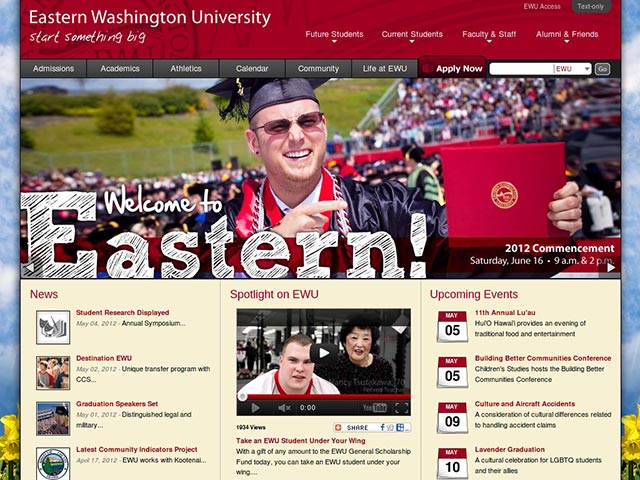 EWU Access
Text-only
Eastern Washington University
start something big
Future Students
Current Students
Faculty & Staff
Alumni & Friends
Admissions
Academics
Athletics
Calendar
Community
Life at EWU
Apply Now
EWU
Go
Welcome to
Eastern!
2012 Commencement
Saturday, June 16 • 9 a.m. & 2 p.m.
News
Student Research Displayed
May 04, 2012 - Annual Symposium...
Destination EWU
May 02, 2012 - Unique transfer program with
CCS...
Graduation Speakers Set
May 01, 2012 - Distinguished legal and
military...
Latest Community Indicators Project
April 17, 2012 - EWU works with Kootenai...
Spotlight on EWU
Nancy Tsutakawa '70
Retired Teacher
0:00
YouTube
1934 Views
SHARE
Take an EWU Student Under Your Wing
With a gift of any amount to the EWU General Scholarship
Fund today, you can take an EWU student under
your wing....
Upcoming Events
MAY
05
11th Annual Lu'au
Hui'O Hawai'i provides an evening of
traditional food and entertainment
MAY
05
Building Better Communities Conference
Children's Studies hosts the Building Better
Communities Conference
MAY
09
Culture and Aircraft Accidents
A consideration of cultural differences related
to handling accident claims
MAY
10
Lavender Graduation
A cultural celebration for LGBTQ students
and their allies